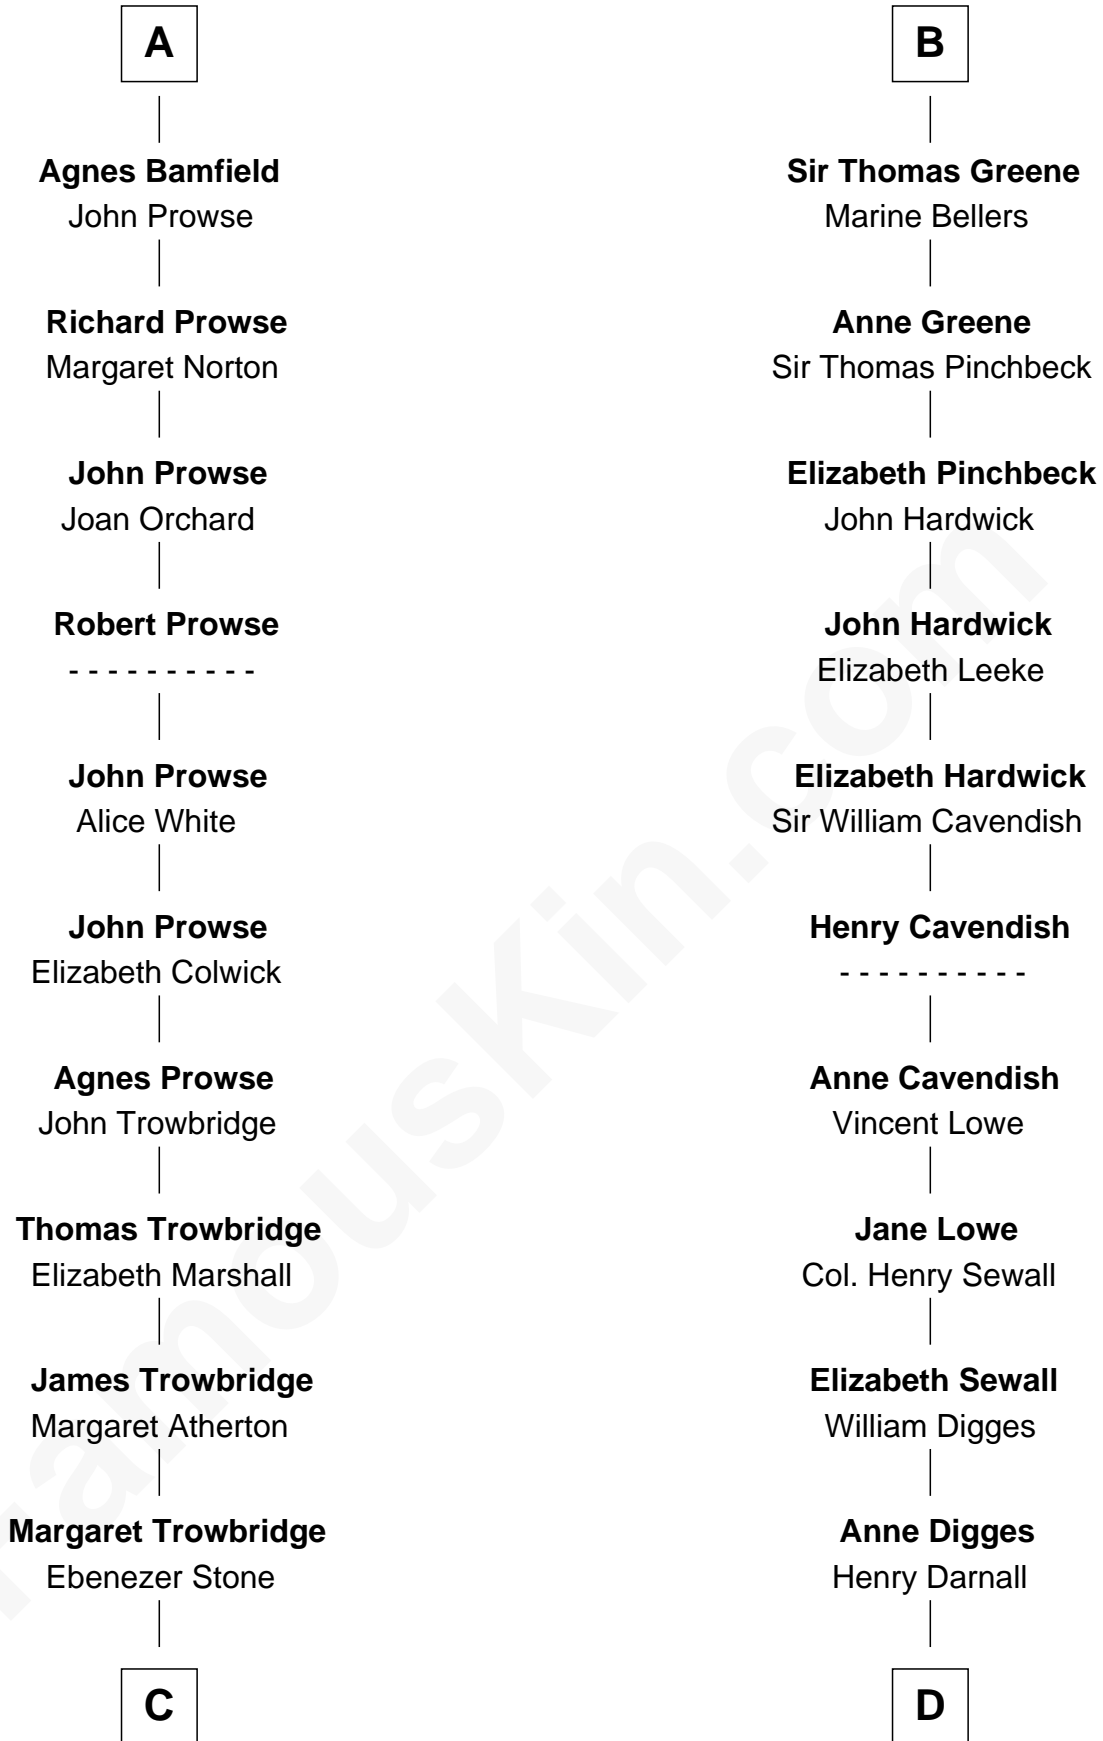 A
Agnes Bamfield
John Prowse
Richard Prowse
Margaret Norton
John Prowse
Joan Orchard
Robert Prowse
- - - - - - - - - -
John Prowse
Alice White
John Prowse
Elizabeth Colwick
Agnes Prowse
John Trowbridge
Thomas Trowbridge
Elizabeth Marshall
James Trowbridge
Margaret Atherton
Margaret Trowbridge
Ebenezer Stone
C
B
Sir Thomas Greene
Marine Bellers
Anne Greene
Sir Thomas Pinchbeck
Elizabeth Pinchbeck
John Hardwick
John Hardwick
Elizabeth Leeke
Elizabeth Hardwick
Sir William Cavendish
Henry Cavendish
- - - - - - - - - -
Anne Cavendish
Vincent Lowe
Jane Lowe
Col. Henry Sewall
Elizabeth Sewall
William Digges
Anne Digges
Henry Darnall
D
FamousKin.com